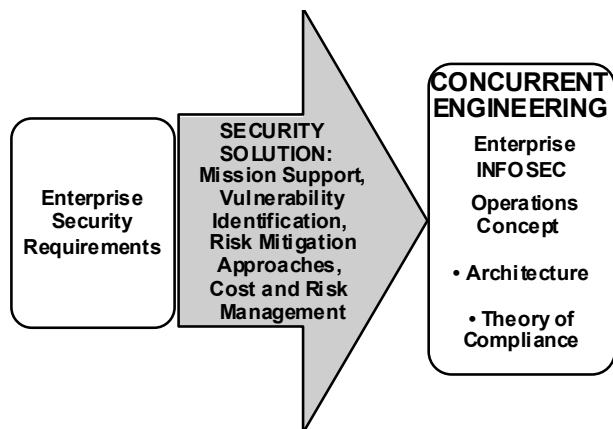 Enterprise
Security
Requirements
SECURITY
SOLUTION:
Mission Support,
Vulnerability
Identification,
Risk Mitigation
Approaches,
Cost and Risk
Management
CONCURRENT
ENGINEERING
Enterprise
INFOSEC
Operations
Concept
• Architecture
• Theory of
Compliance